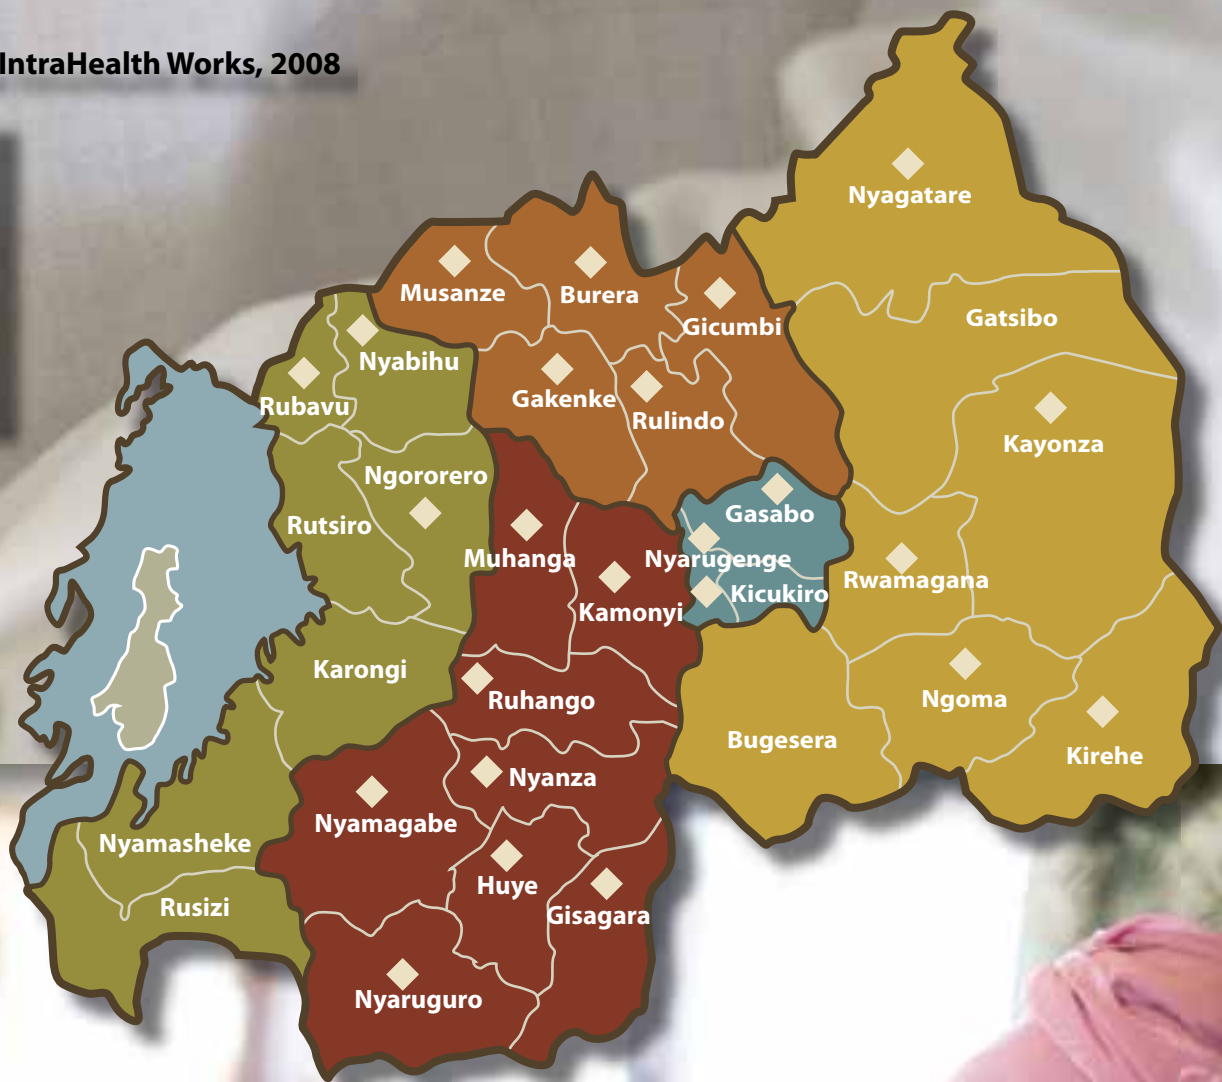 IntraHealth Works, 2008
Nyagatare
Musanze
Burera
Gicumbi
Gatsibo
Nyabihu
Rubavu
Gakenke
Rulindo
Kayonza
Ngororero
Rutsiro
Gasabo
Muhanga
Nyarugenge
Rwamagana
Kicukiro
Kamonyi
Karongi
Ruhango
Ngoma
Bugesera
Kirehe
Nyanza
Nyamagabe
Nyamasheke
Huye
Rusizi
Gisagara
Nyaruguro